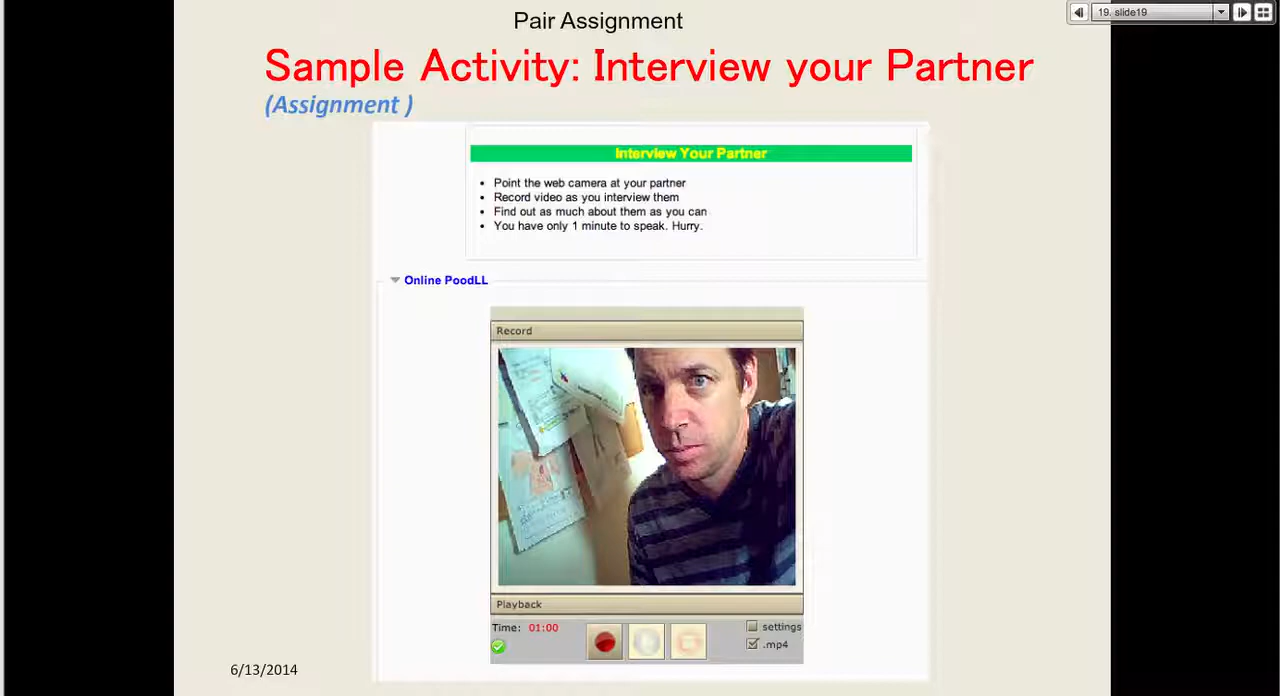 Pair Assignment
19. slide19
Sample Activity: Interview your Partner
(Assignment )
Interview Your Partner
• Point the web camera at your partner
• Record video as you interview them
• Find out as much about them as you can
• You have only 1 minute to speak. Hurry.
Online PoodLL
Record
Playback
Time: 01:00
settings
.mp4
6/13/2014